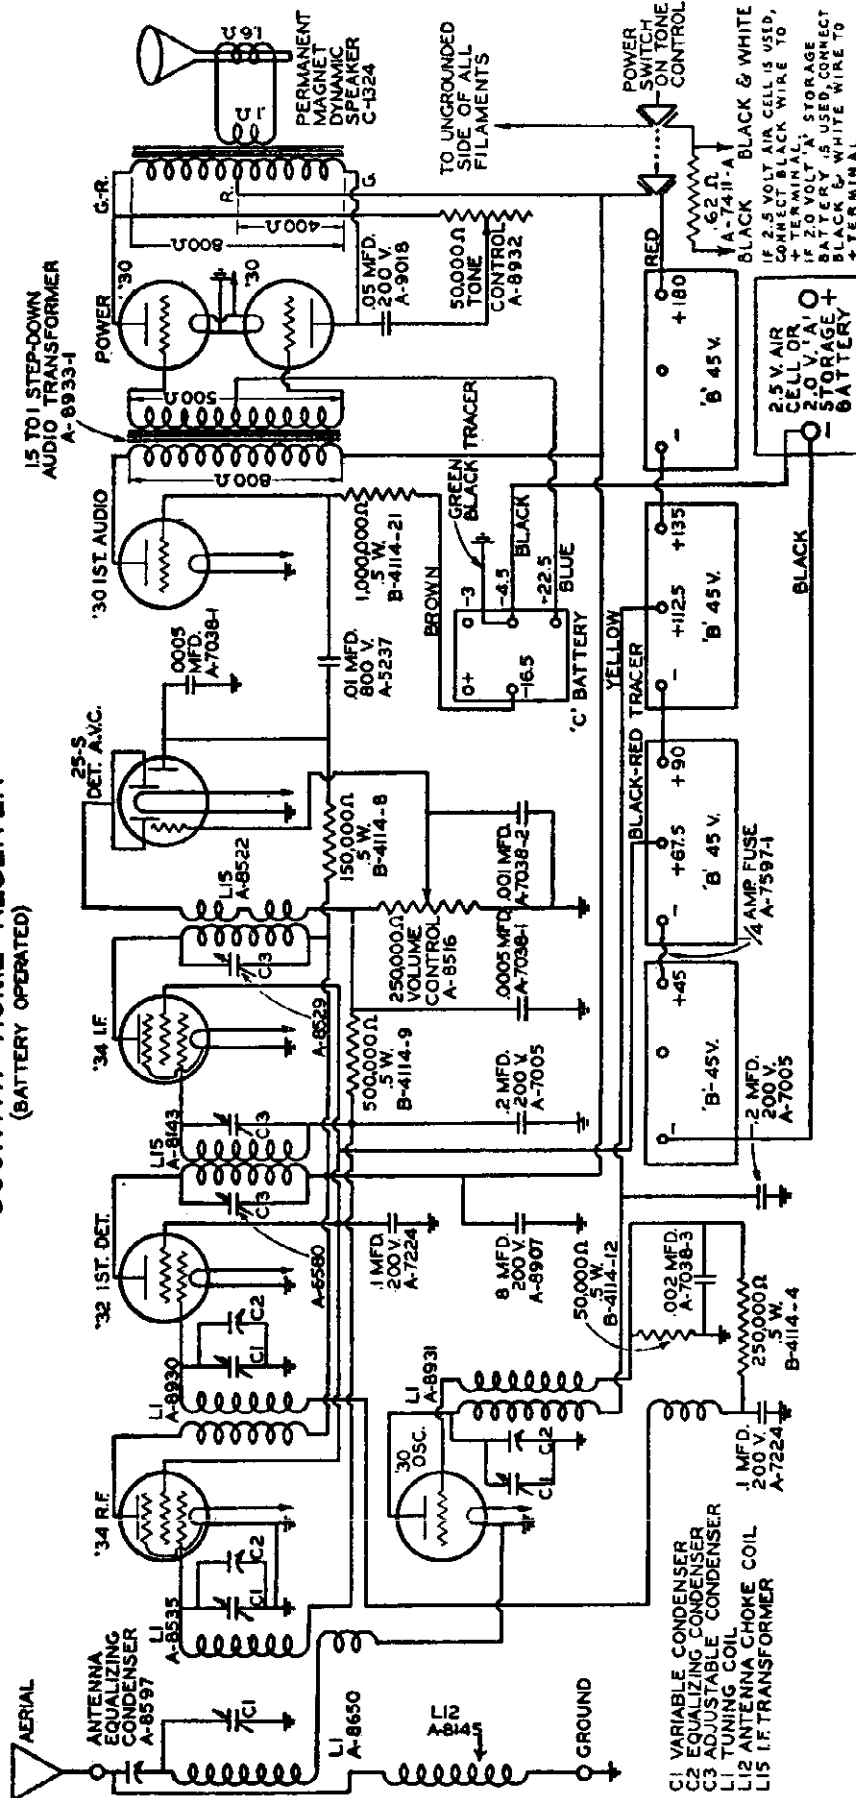 (BATTERY OPERATED)
AERIAL
ANTENNA
EQUALIZING
CONDENSER
A-8597
C1
L1
A-8650
L12
A-8145
GROUND
L1
A-8535
C1
C2
'34 R.F.
L1
A-8930
C1
C2
'32 1ST. DET.
C3
A-8580
L15
A-8143
C3
'34 I.F.
A-8529
C3
L15
A-8522
25-S
DET. A.V.C.
.0005
MFD.
A-7038-1
'30 1ST. AUDIO
1.5 TO 1 STEP-DOWN
AUDIO TRANSFORMER
A-8933-1
800Ω
500Ω
POWER
'30
'30
G.-R.
R.
G.
800Ω
400Ω
1Ω
1.6Ω
PERMANENT
MAGNET
DYNAMIC
SPEAKER
C-1324
'30
OSC.
C1
C2
L1
A-8931
.1 MFD.
200 V.
A-7224
8 MFD.
200 V.
A-8907
50,000Ω
.5 W.
B-4114-12
.002 MFD.
A-7038-3
250,000Ω
.5 W.
B-4114-4
.1 MFD.
200 V.
A-7224
500,000Ω
.5 W.
B-4114-9
.2 MFD.
200 V.
A-7005
250,000Ω
VOLUME
CONTROL
A-8516
.0005 MFD.
A-7038-1
.001 MFD.
A-7038-2
150,000Ω
.5 W.
B-4114-8
.01 MFD.
800 V.
A-5237
1,000,000Ω
.5 W.
B-4114-21
.05 MFD.
200 V.
A-9018
50,000Ω
TONE
CONTROL
A-8932
TO UNGROUNDED
SIDE OF ALL
FILAMENTS
POWER
SWITCH
ON TONE
CONTROL
BROWN
GREEN
BLACK TRACER
+
-3
-4.5
-16.5
-22.5
BLACK
BLUE
'C' BATTERY
YELLOW
BLACK-RED TRACER
RED
.62 Ω
A-7411-A
BLACK
BLACK & WHITE
IF 2.5 VOLT AIR CELL IS USED,
CONNECT BLACK WIRE TO
+ TERMINAL.
IF 2.0 VOLT 'A' STORAGE
BATTERY IS USED, CONNECT
BLACK & WHITE WIRE TO
+ TERMINAL
-
+45
'B'-45V.
-
+67.5
+90
'B' 45 V.
-
+112.5
+135
'B' 45 V.
-
+180
'B' 45 V.
1/4 AMP. FUSE
A-7597-1
.2 MFD.
200 V.
A-7005
BLACK
2.5 V. AIR
CELL OR
2.0 V. 'A'
STORAGE
BATTERY
-
+
C1 VARIABLE CONDENSER
C2 EQUALIZING CONDENSER
C3 ADJUSTABLE CONDENSER
L1 TUNING COIL
L12 ANTENNA CHOKE COIL
L15 I.F. TRANSFORMER